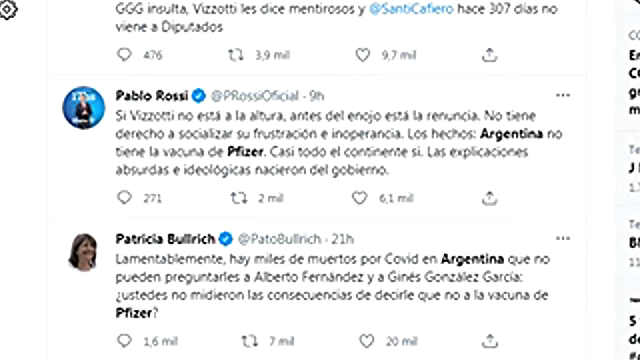 GGG insulta, Vizzotti les dice mentirosos y @SantiCafiero hace 307 días no
viene a Diputados
476 3,9 mil 9,7 mil
Pablo Rossi @PRossiOficial · 9h
Si Vizzotti no está a la altura, antes del enojo está la renuncia. No tiene
derecho a socializar su frustración e inoperancia. Los hechos: Argentina no
tiene la vacuna de Pfizer. Casi todo el continente si. Las explicaciones
absurdas e ideológicas nacieron del gobierno.
271 2 mil 6,1 mil
Patricia Bullrich @PatoBullrich · 21h
Lamentablemente, hay miles de muertos por Covid en Argentina que no
pueden preguntarles a Alberto Fernández y a Ginés González García:
¿ustedes no midieron las consecuencias de decirle que no a la vacuna de
Pfizer?
1,6 mil 7 mil 20 mil